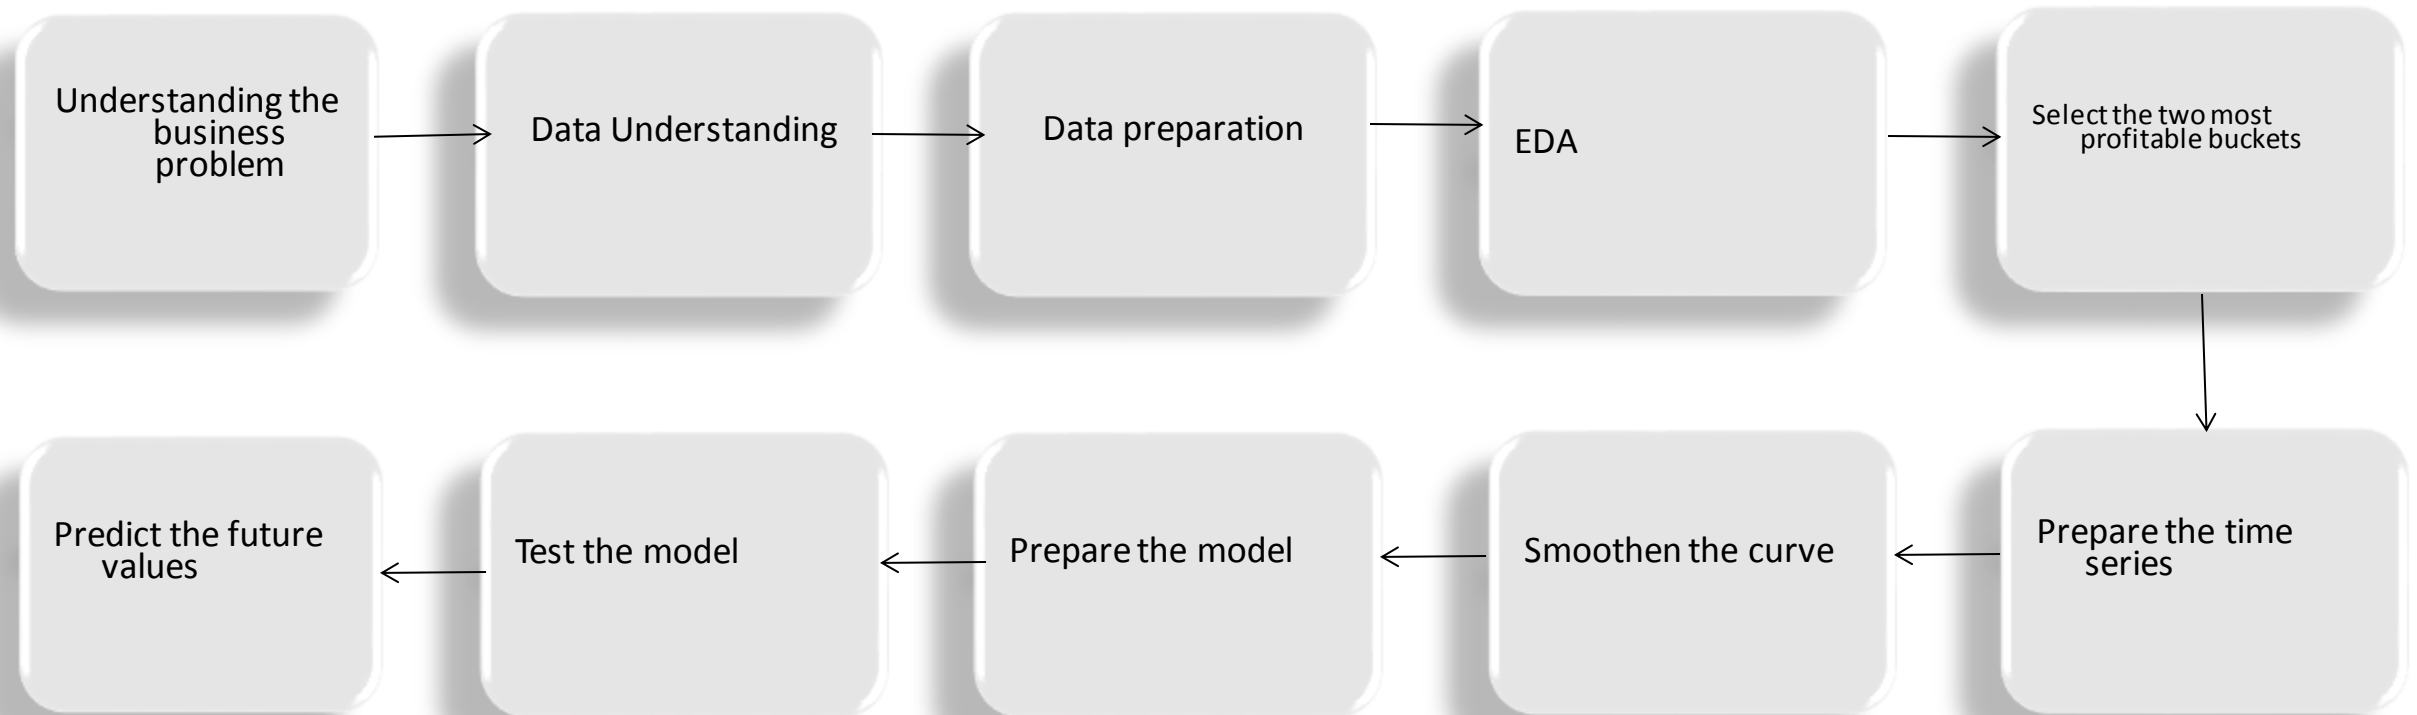 Understanding the
business
problem
Data Understanding
Data preparation
EDA
Select the two most
profitable buckets
Prepare the time
series
Smoothen the curve
Prepare the model
Test the model
Predict the future
values